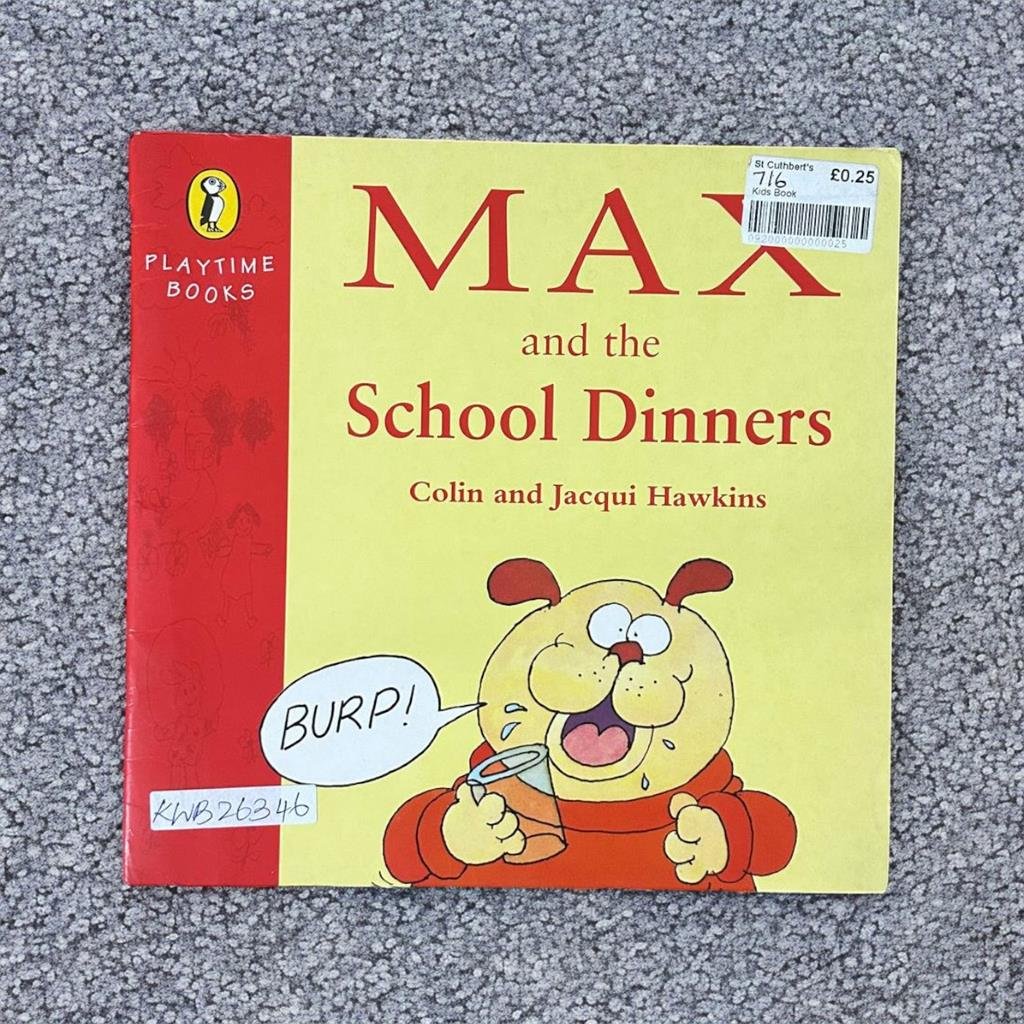 PLAYTIME
BOOKS
MAX
and the
School Dinners
Colin and Jacqui Hawkins
St Cuthbert's
£0.25
716
Kids Book
092000000000025
BURP!
KWB26346